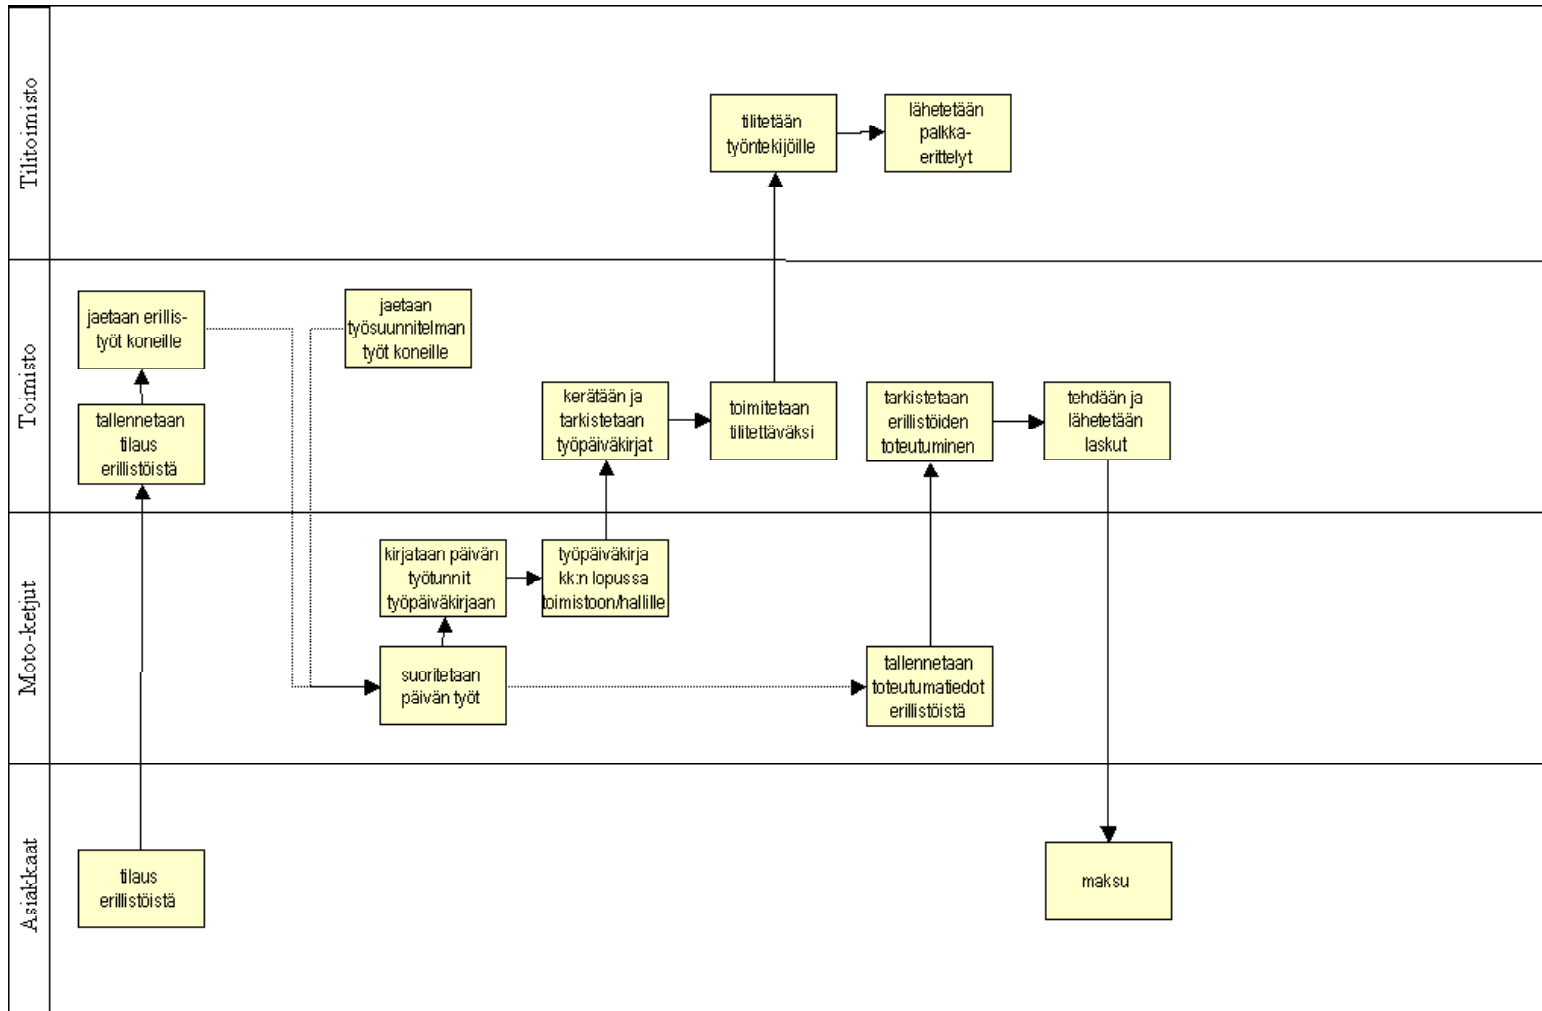 Tilitoimisto
tilitetään
työntekijöille
lähetetään
palkka-
erittelyt
Toimisto
jaetaan erillis-
työt koneille
jaetaan
työsuunnitelman
työt koneille
tallennetaan
tilaus
erillistöistä
kerätään ja
tarkistetaan
työpäiväkirjat
toimitetaan
tilitettäväksi
tarkistetaan
erillistöiden
toteutuminen
tehdään ja
lähetetään
laskut
Moto-ketjut
kirjataan päivän
työtunnit
työpäiväkirjaan
työpäiväkirja
kk:n lopussa
toimistoon/hallille
suoritetaan
päivän työt
tallennetaan
toteutumatiedot
erillistöistä
Asiakkaat
tilaus
erillistöistä
maksu